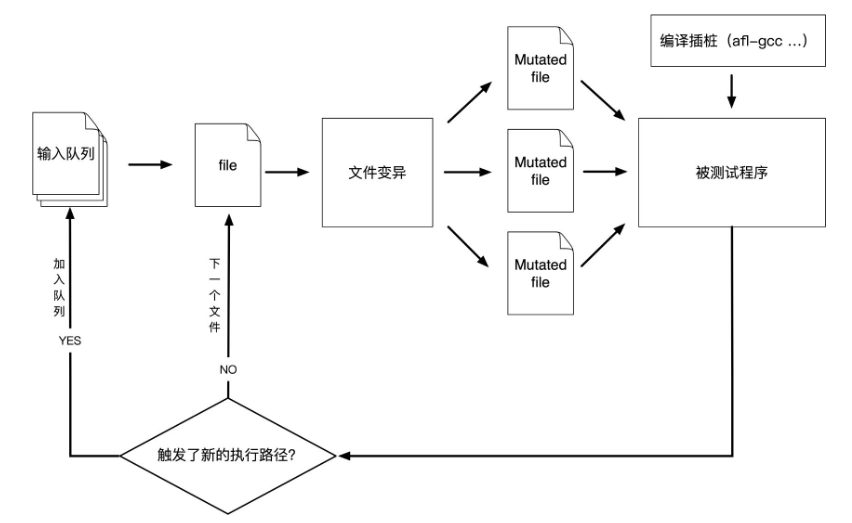 编译插桩（afl-gcc ...）
Mutated
file
输入队列
file
文件变异
Mutated
file
被测试程序
Mutated
file
加入队列
下一个文件
YES
NO
触发了新的执行路径?